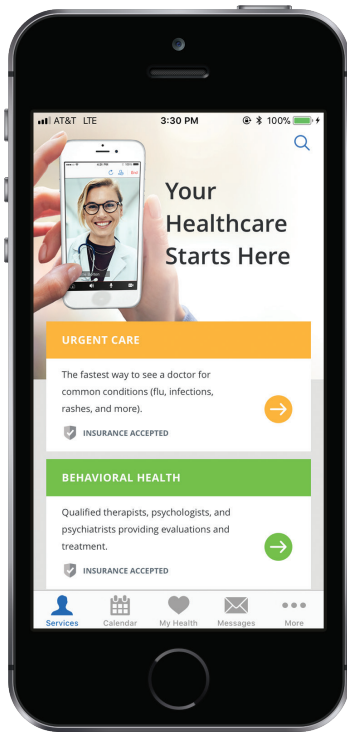 AT&T LTE 3:30 PM 100%
Your
Healthcare
Starts Here
URGENT CARE
The fastest way to see a doctor for
common conditions (flu, infections,
rashes, and more).
INSURANCE ACCEPTED
BEHAVIORAL HEALTH
Qualified therapists, psychologists, and
psychiatrists providing evaluations and
treatment.
INSURANCE ACCEPTED
Services Calendar My Health Messages More